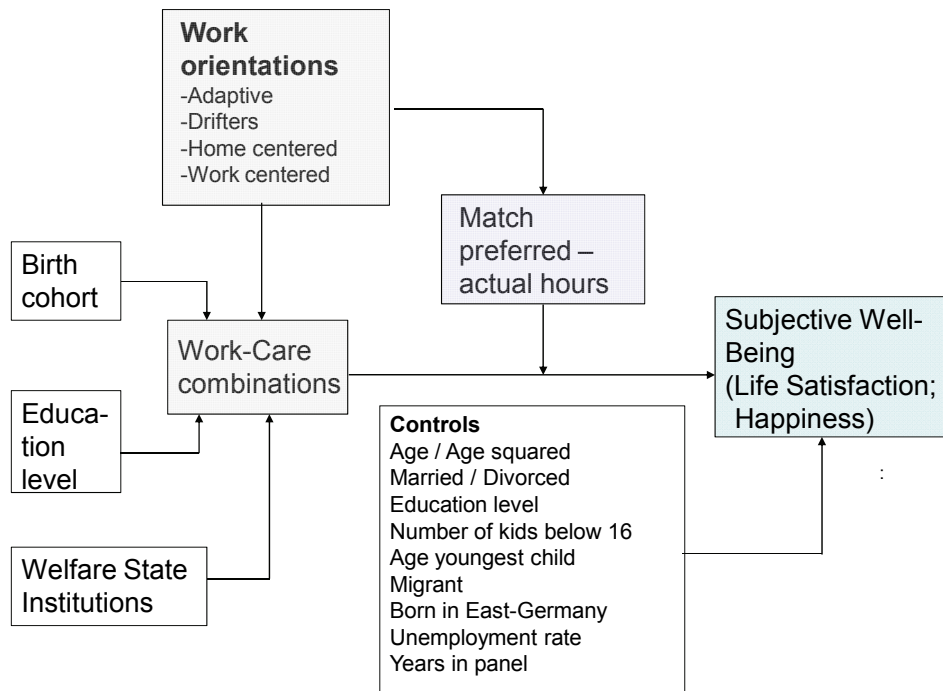 Work
orientations
-Adaptive
-Drifters
-Home centered
-Work centered
Match
preferred –
actual hours
Birth
cohort
Work-Care
combinations
Subjective Well-
Being
(Life Satisfaction;
Happiness)
Educa-
tion
level
Welfare State
Institutions
Controls
Age / Age squared
Married / Divorced
Education level
Number of kids below 16
Age youngest child
Migrant
Born in East-Germany
Unemployment rate
Years in panel
: